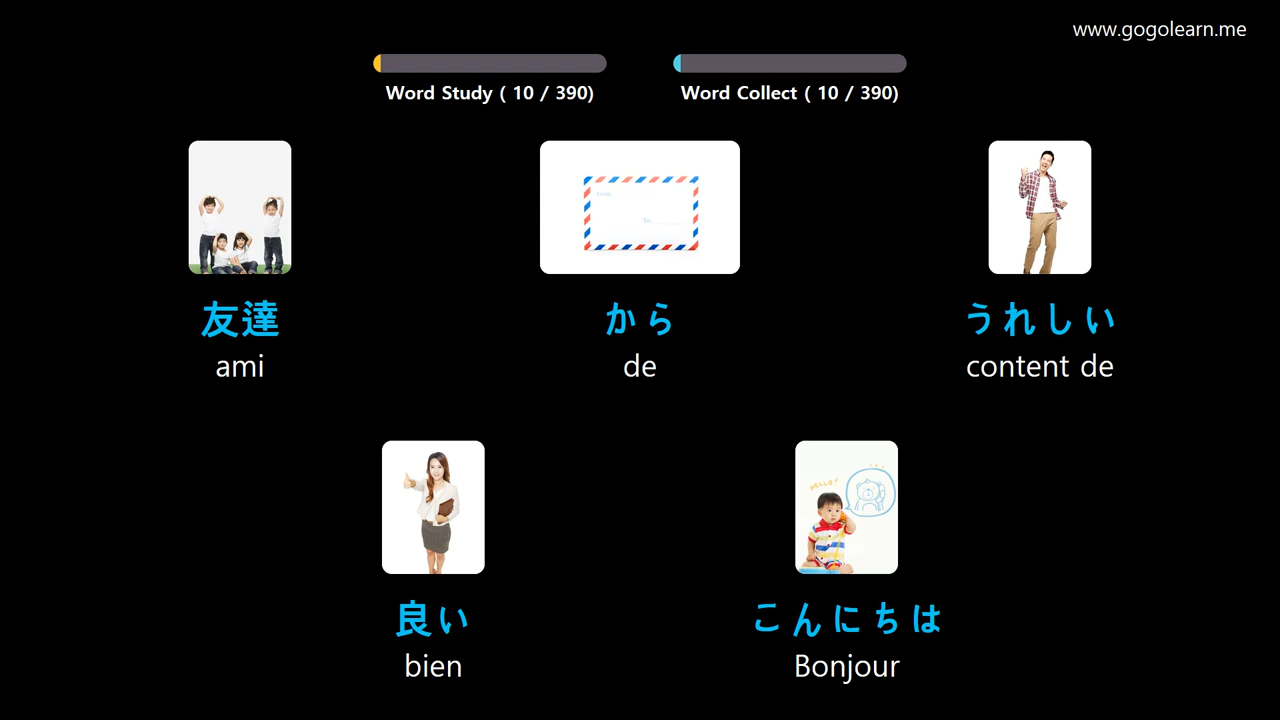 www.gogolearn.me
Word Study ( 10 / 390)
Word Collect ( 10 / 390)
友達
ami
から
de
うれしい
content de
良い
bien
HELLO!
こんにちは
Bonjour